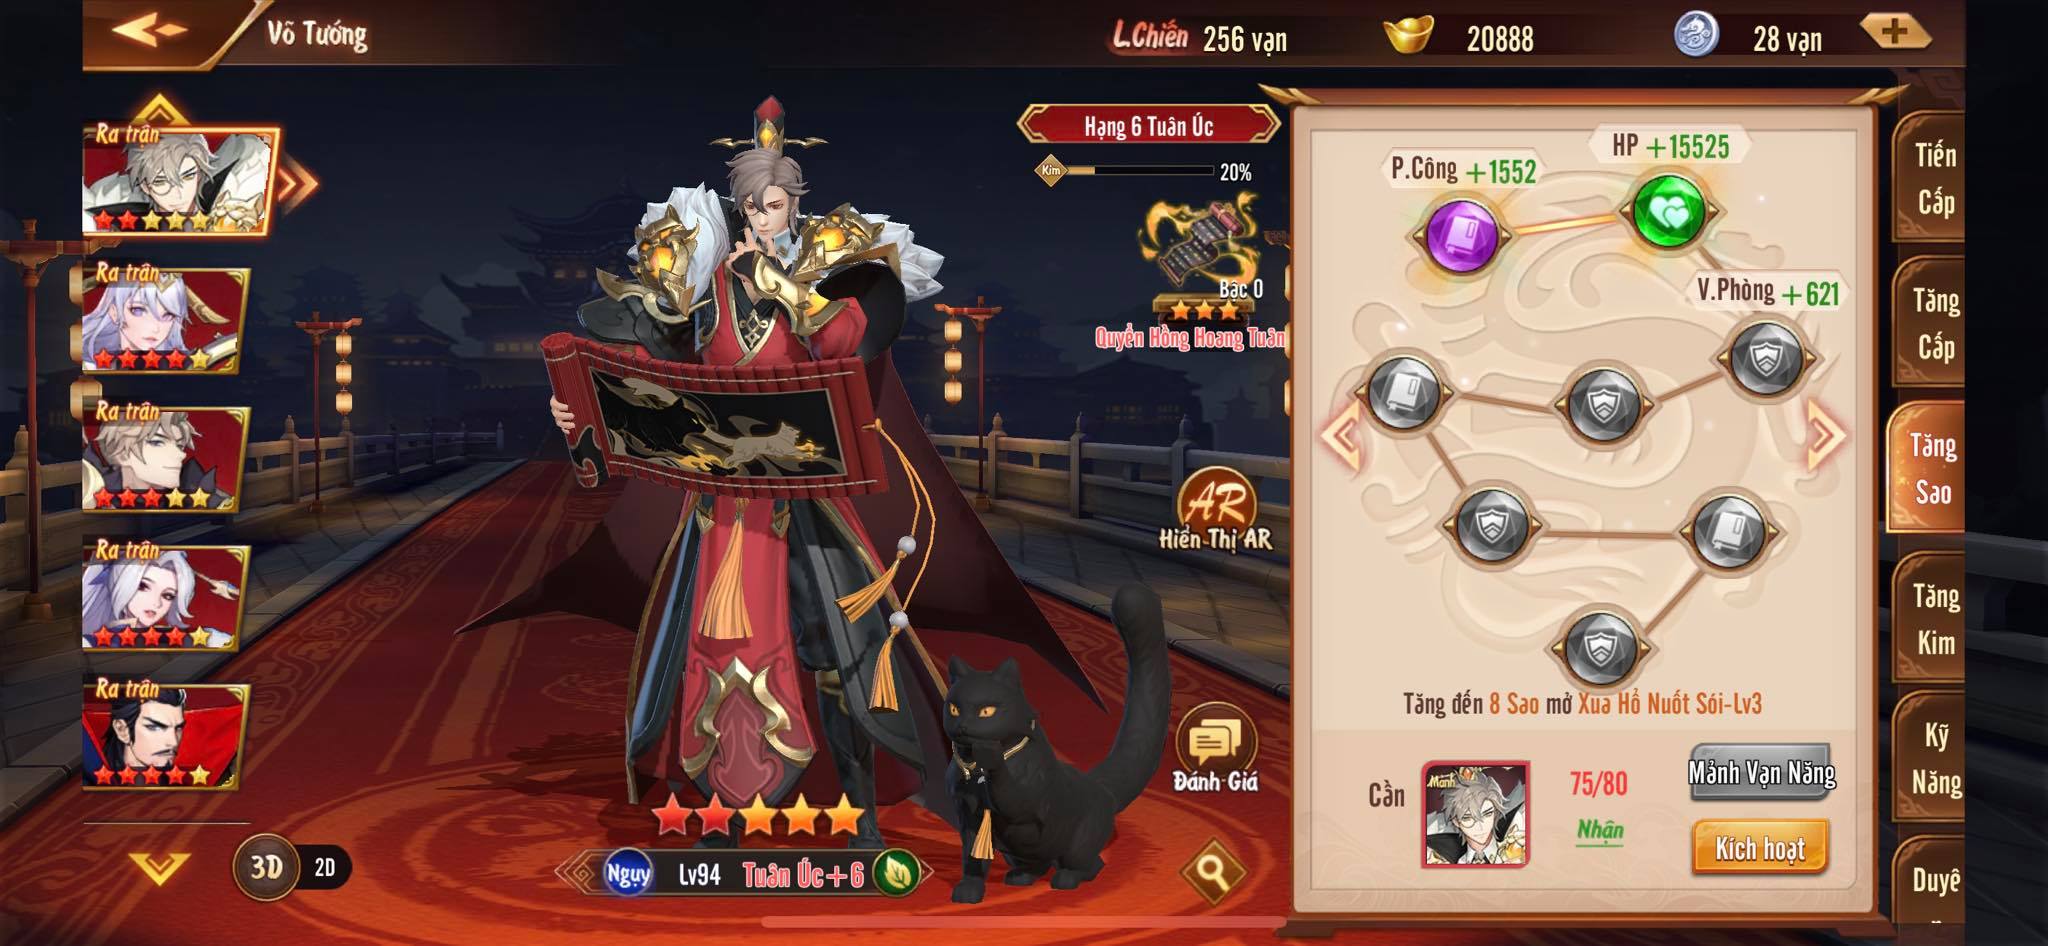 Võ Tướng
L.Chiến 256 vạn
20888
28 vạn
Ra trận
Ra trận
Ra trận
Ra trận
Ra trận
3D 2D
Hạng 6 Tuân Úc
Kim 20%
Bậc 0
Quyển Hồng Hoang Tuân
AR
Hiển Thị AR
Đánh Giá
Ngụy Lv94 Tuân Úc+6
P.Công +1552
HP +15525
V.Phòng +621
Tăng đến 8 Sao mở Xua Hổ Nuốt Sói-Lv3
Cần
Mảnh
75/80
Nhận
Mảnh Vạn Năng
Kích hoạt
Tiến
Cấp
Tăng
Cấp
Tăng
Sao
Tăng
Kim
Kỹ
Năng
Duyê